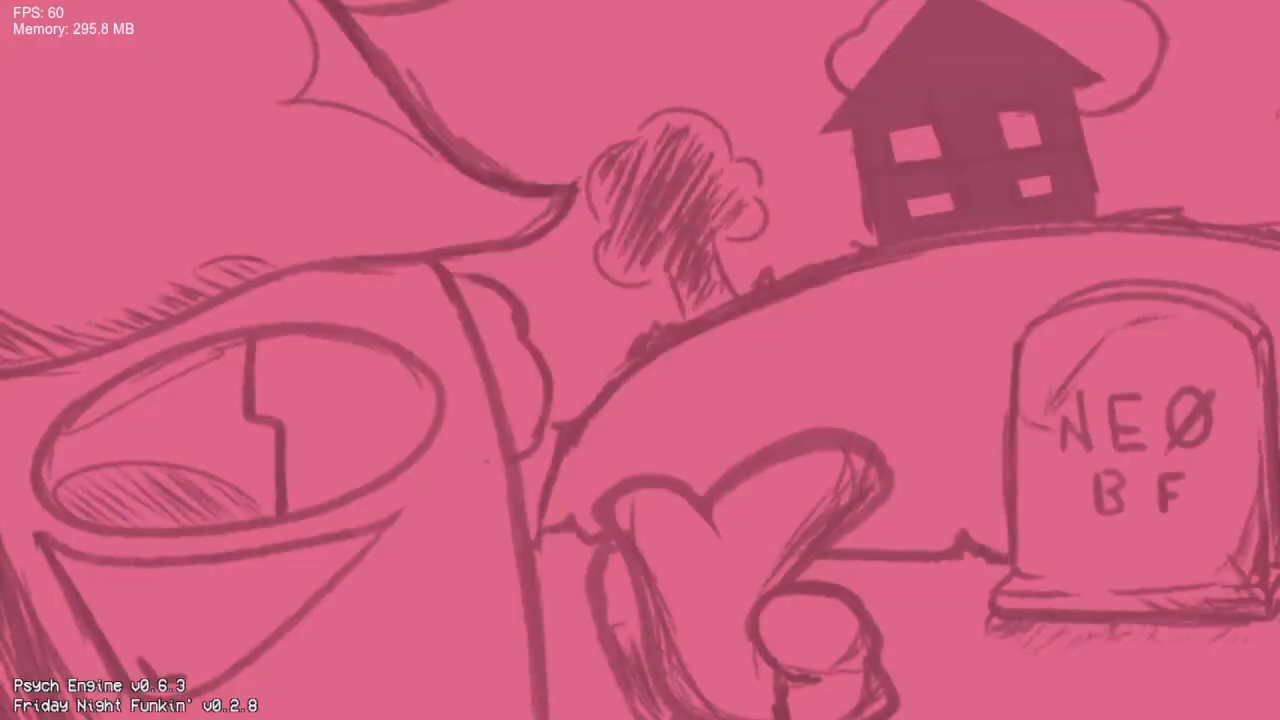 FPS: 60
Memory: 295.8 MB
NEØ
BF
Psych Engine v0.6.3
Friday Night Funkin' v0.2.8